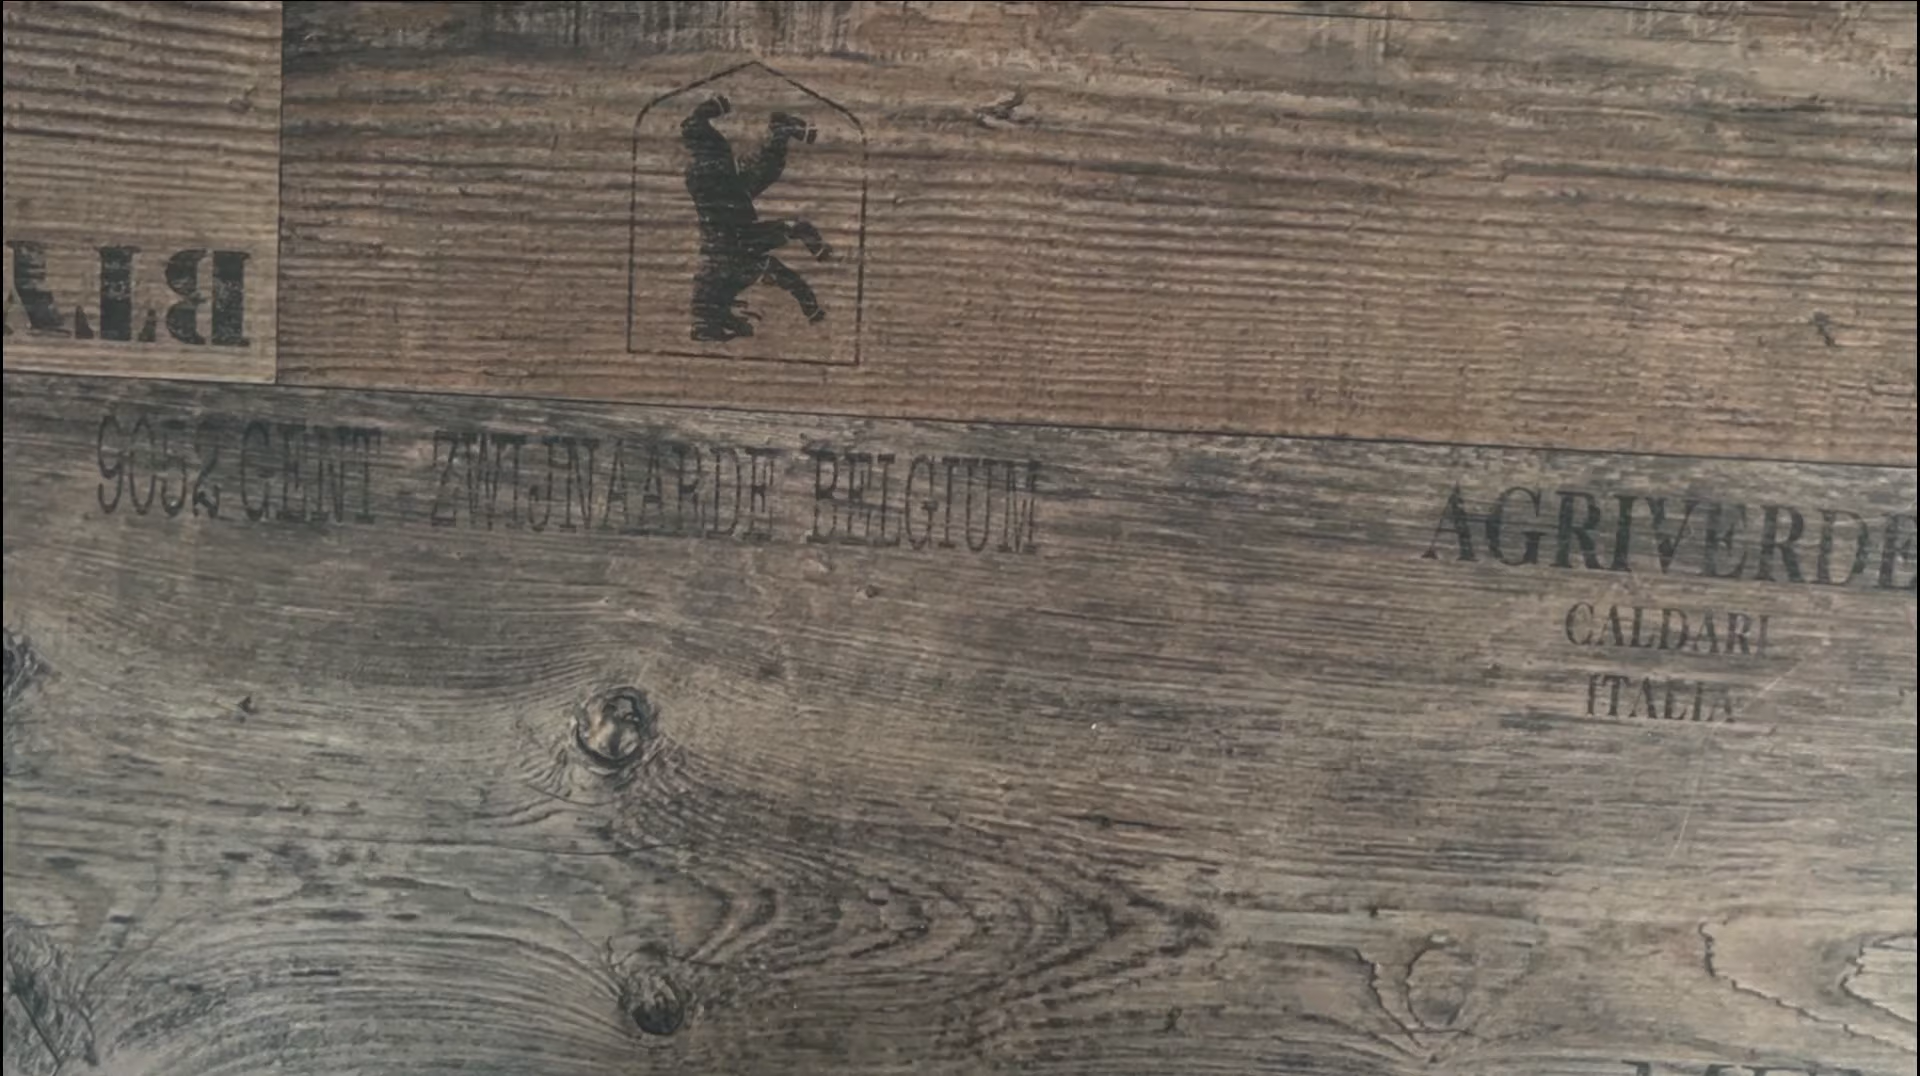 9052 GENT ZWIJNAARDE BELGIUM
AGRIVERDE
CALDARI
ITALIA